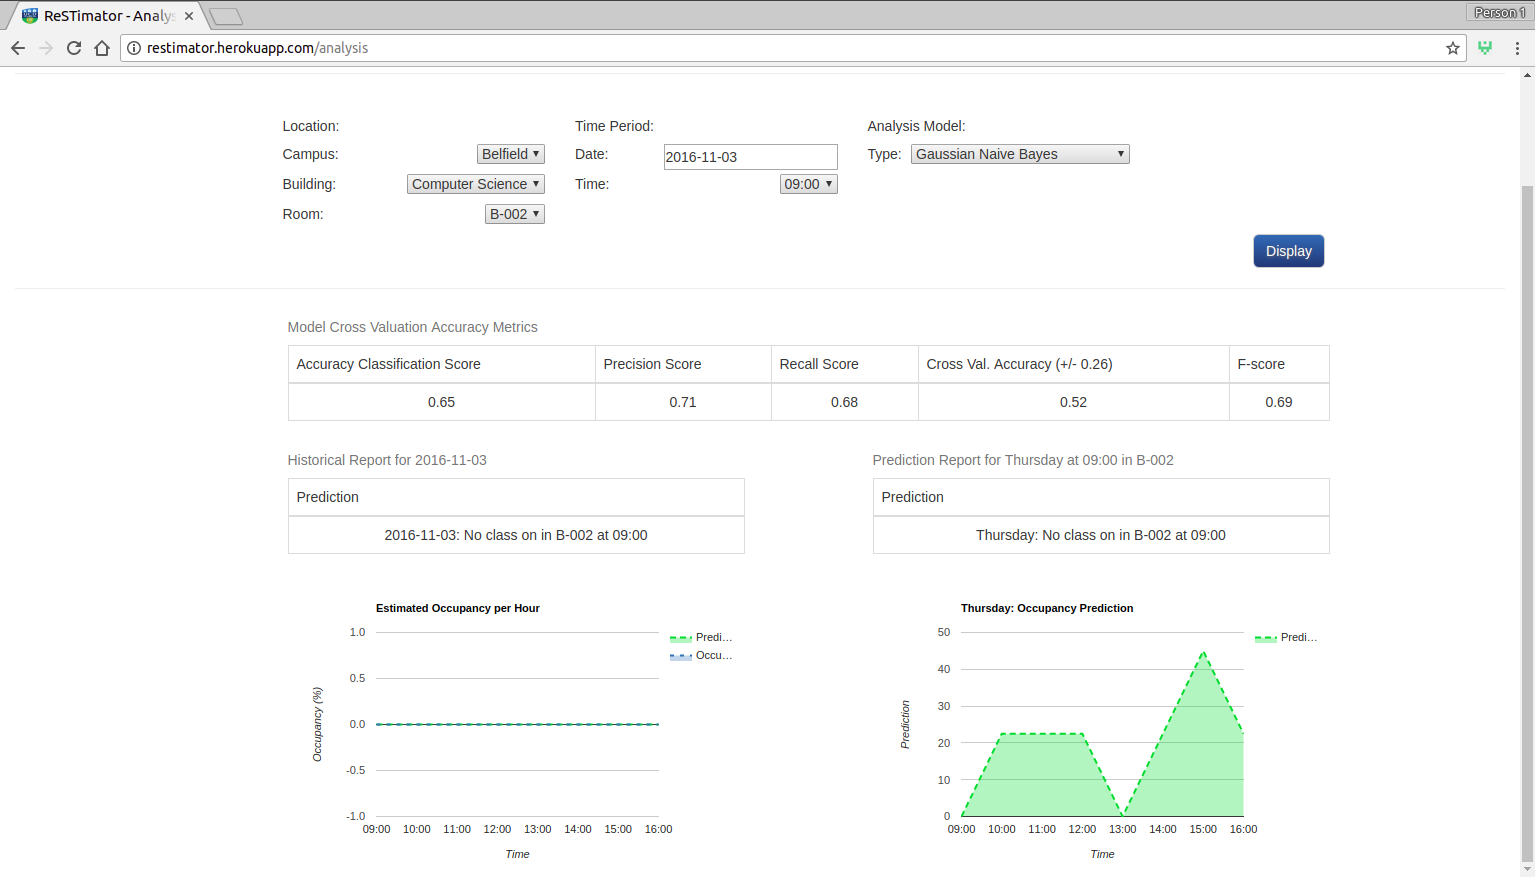 ReSTimator - Analys
Person 1
restimator.herokuapp.com/analysis
Location:
Time Period:
Analysis Model:
Campus:
Belfield
Date:
2016-11-03
Type:
Gaussian Naive Bayes
Building:
Computer Science
Time:
09:00
Room:
B-002
Display
Model Cross Valuation Accuracy Metrics
Accuracy Classification Score
Precision Score
Recall Score
Cross Val. Accuracy (+/- 0.26)
F-score
0.65
0.71
0.68
0.52
0.69
Historical Report for 2016-11-03
Prediction
2016-11-03: No class on in B-002 at 09:00
Prediction Report for Thursday at 09:00 in B-002
Prediction
Thursday: No class on in B-002 at 09:00
Estimated Occupancy per Hour
1.0
0.5
0.0
-0.5
-1.0
Occupancy (%)
09:00 10:00 11:00 12:00 13:00 14:00 15:00 16:00
Time
Predi...
Occu...
Thursday: Occupancy Prediction
50
40
30
20
10
0
Prediction
09:00 10:00 11:00 12:00 13:00 14:00 15:00 16:00
Time
Predi...